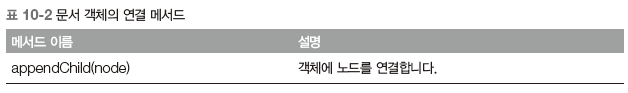 표 10-2 문서 객체의 연결 메서드
메서드 이름 설명
appendChild(node) 객체에 노드를 연결합니다.